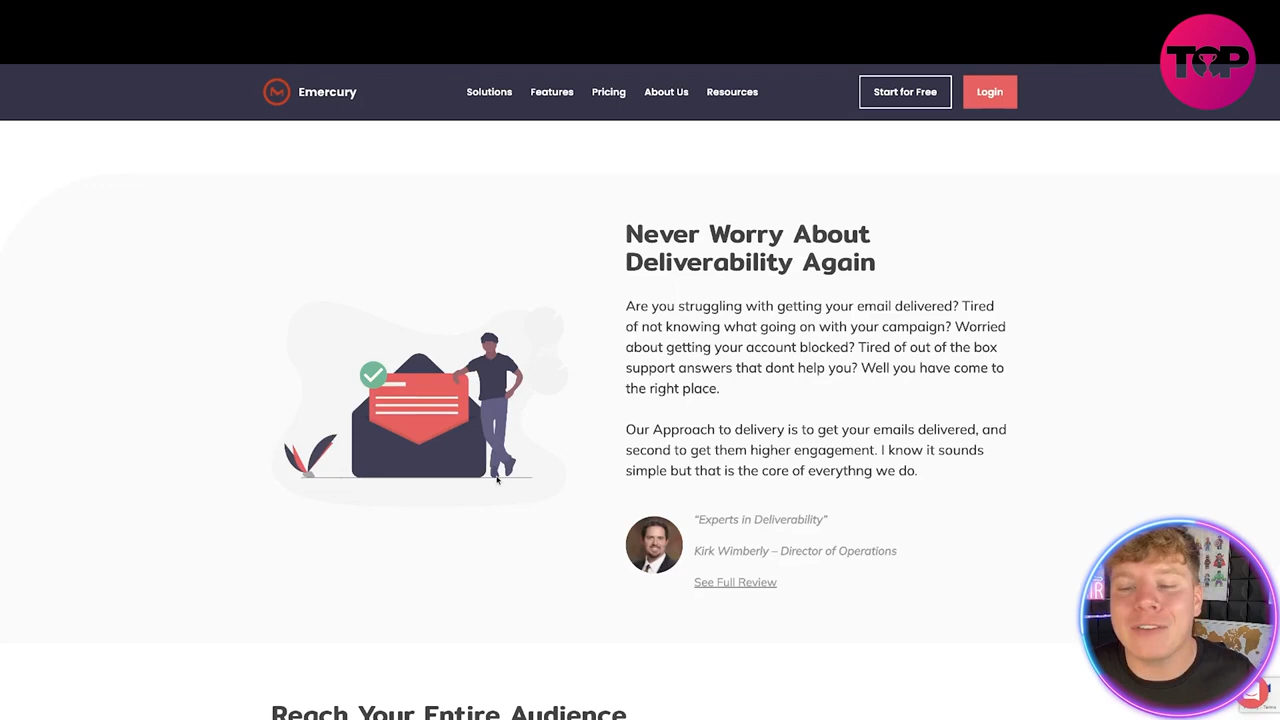 TOP
Emercury
Solutions
Features
Pricing
About Us
Resources
Start for Free
Login
Never Worry About
Deliverability Again
Are you struggling with getting your email delivered? Tired
of not knowing what going on with your campaign? Worried
about getting your account blocked? Tired of out of the box
support answers that dont help you? Well you have come to
the right place.
Our Approach to delivery is to get your emails delivered, and
second to get them higher engagement. I know it sounds
simple but that is the core of everythng we do.
“Experts in Deliverability”
Kirk Wimberly – Director of Operations
See Full Review
Reach Your Entire Audience